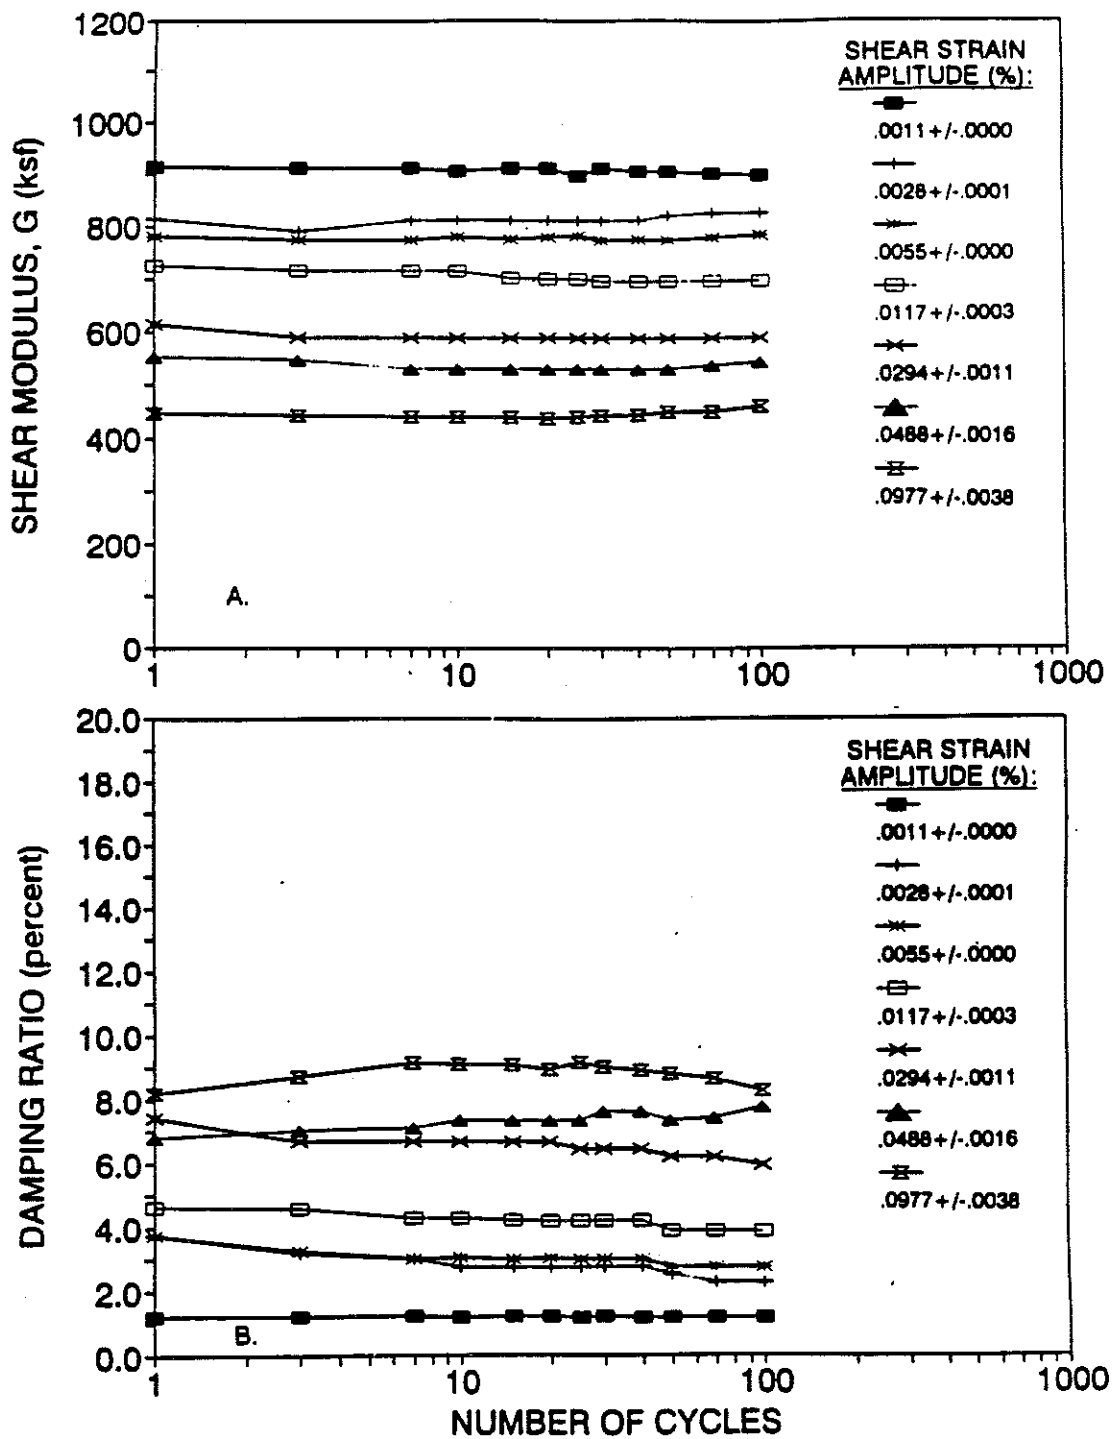 1200
1000
800
600
400
200
0
SHEAR MODULUS, G (ksf)
SHEAR STRAIN
AMPLITUDE (%):
.0011+/-.0000
.0028+/-.0001
.0055+/-.0000
.0117+/-.0003
.0294+/-.0011
.0488+/-.0016
.0977+/-.0038
A.
1 10 100 1000
20.0
18.0
16.0
14.0
12.0
10.0
8.0
6.0
4.0
2.0
0.0
DAMPING RATIO (percent)
SHEAR STRAIN
AMPLITUDE (%):
.0011+/-.0000
.0028+/-.0001
.0055+/-.0000
.0117+/-.0003
.0294+/-.0011
.0488+/-.0016
.0977+/-.0038
B.
1 10 100 1000
NUMBER OF CYCLES